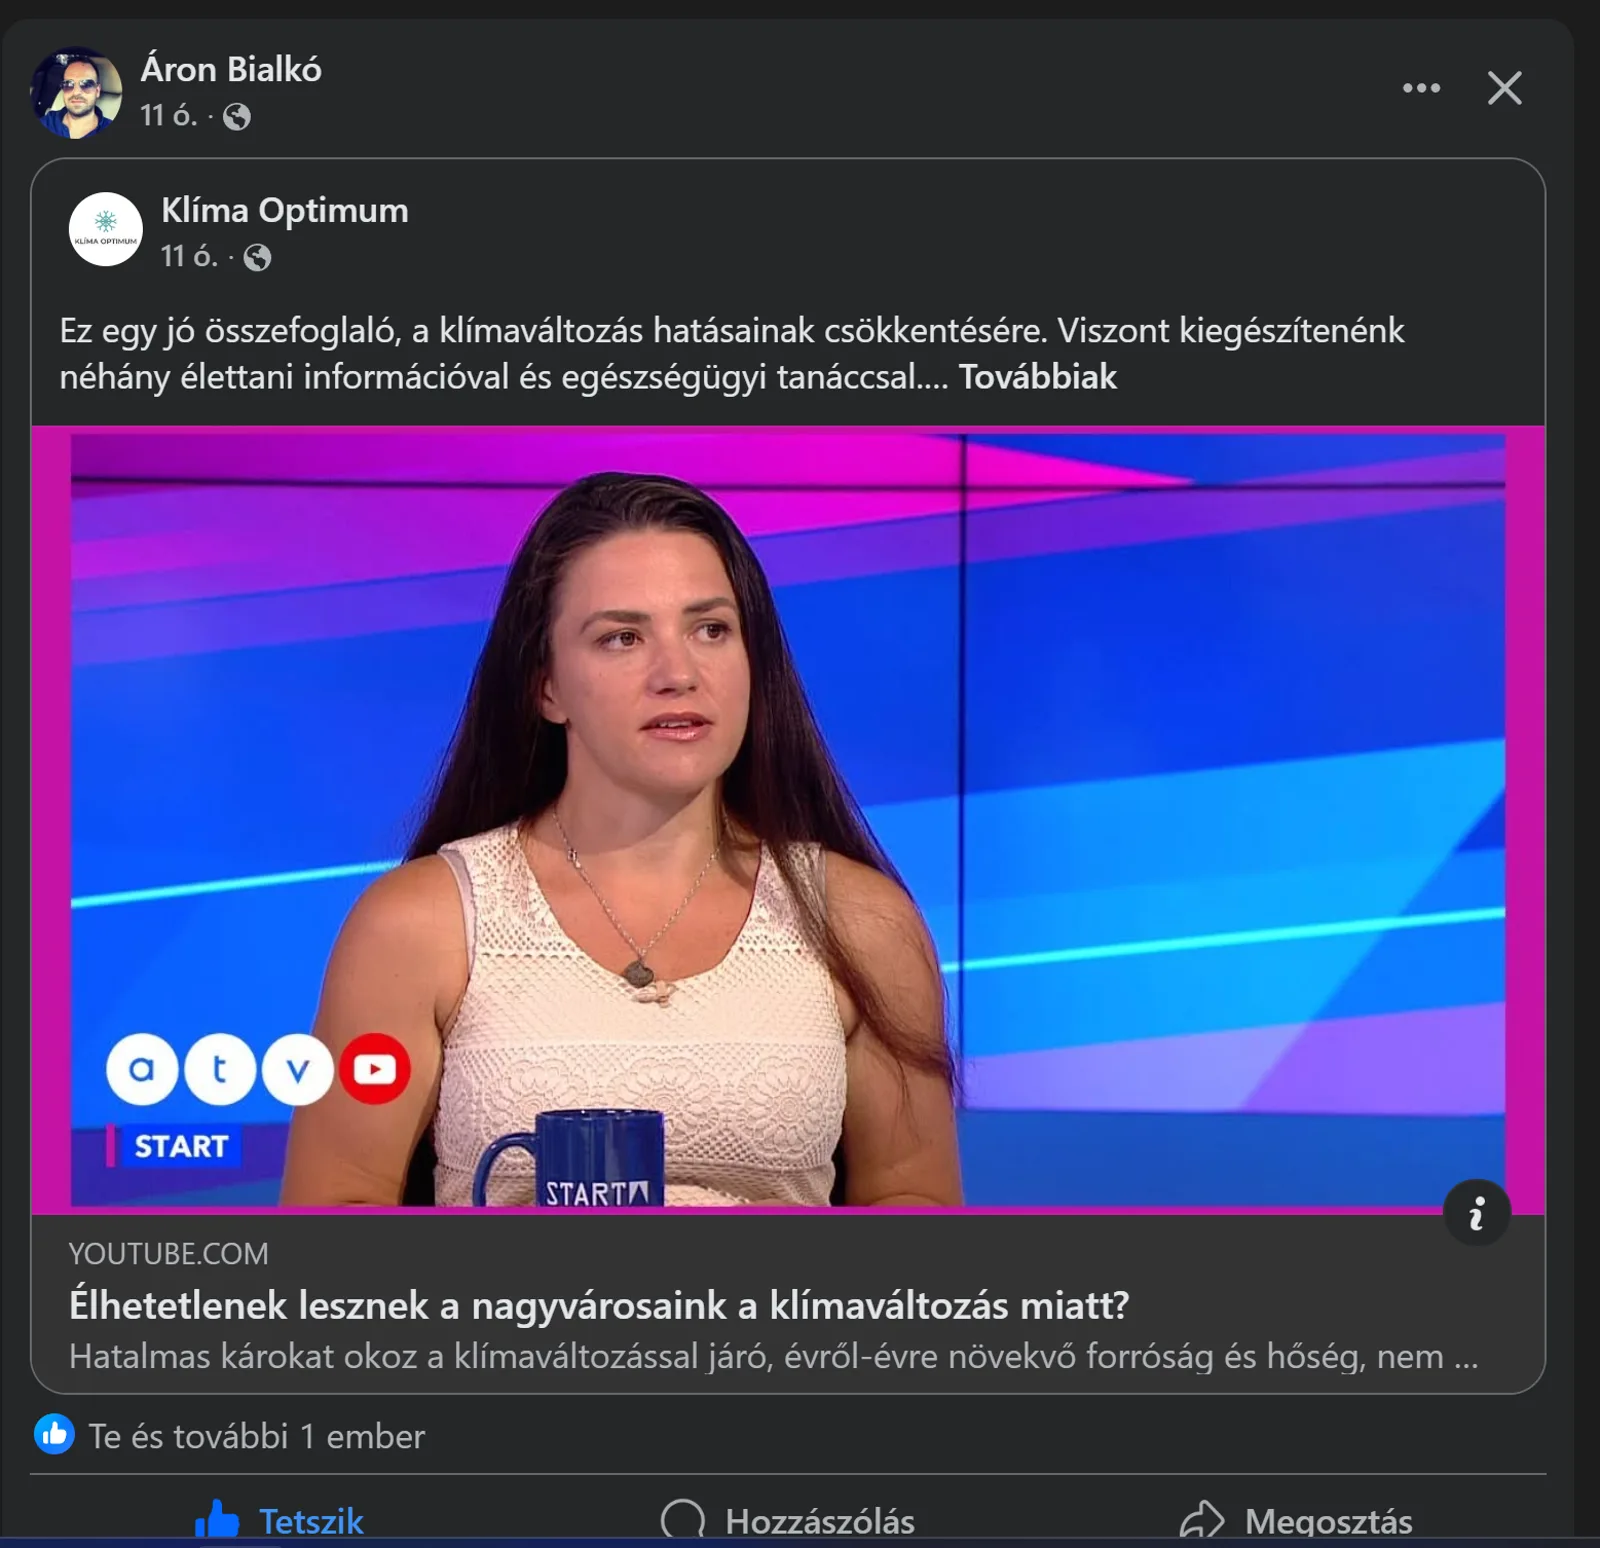 Áron Bialkó
11 ó. ·
Klíma Optimum
KLÍMA OPTIMUM
11 ó. ·
Ez egy jó összefoglaló, a klímaváltozás hatásainak csökkentésére. Viszont kiegészítenénk
néhány élettani információval és egészségügyi tanáccsal.... Továbbiak
atv
START
START
YOUTUBE.COM
Élhetetlenek lesznek a nagyvárosaink a klímaváltozás miatt?
Hatalmas károkat okoz a klímaváltozással járó, évről-évre növekvő forróság és hőség, nem ...
Te és további 1 ember
Tetszik Hozzászólás Megosztás